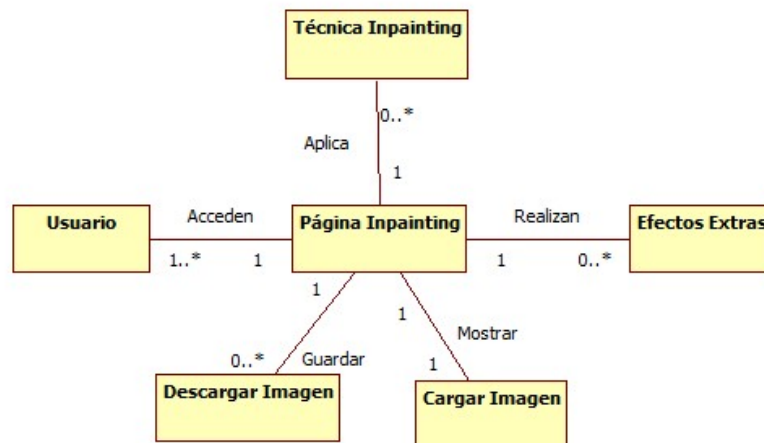 Técnica Inpainting
0..*
Aplica
1
Usuario
Acceden
Página Inpainting
Realizan
Efectos Extras
1..*
1
1
0..*
1
1
Mostrar
0..*
Guardar
1
Descargar Imagen
Cargar Imagen